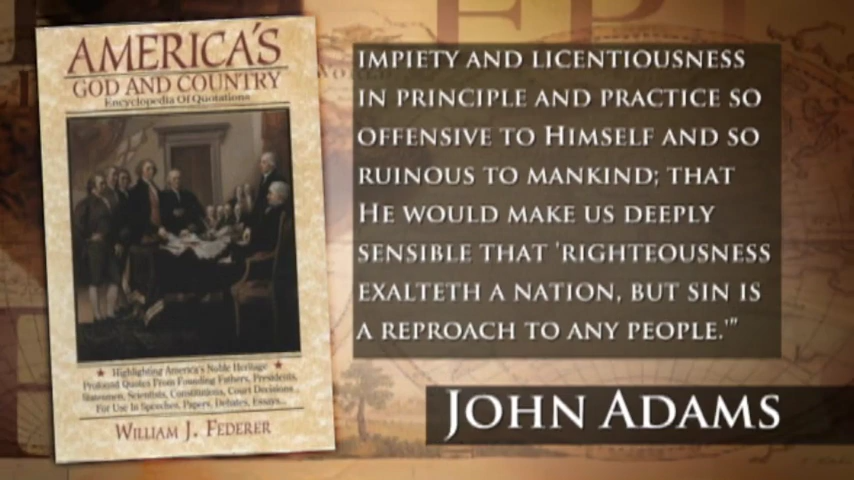 AMERICA'S
GOD AND COUNTRY
Encyclopedia Of Quotations
★ Highlighting America's Noble Heritage ★
Profound Quotes From Founding Fathers, Presidents,
Statesmen, Scientists, Constitutions, Court Decisions
For Use In Speeches, Papers, Debates, Essays...
WILLIAM J. FEDERER
IMPIETY AND LICENTIOUSNESS
IN PRINCIPLE AND PRACTICE SO
OFFENSIVE TO HIMSELF AND SO
RUINOUS TO MANKIND; THAT
HE WOULD MAKE US DEEPLY
SENSIBLE THAT 'RIGHTEOUSNESS
EXALTETH A NATION, BUT SIN IS
A REPROACH TO ANY PEOPLE.'"
JOHN ADAMS